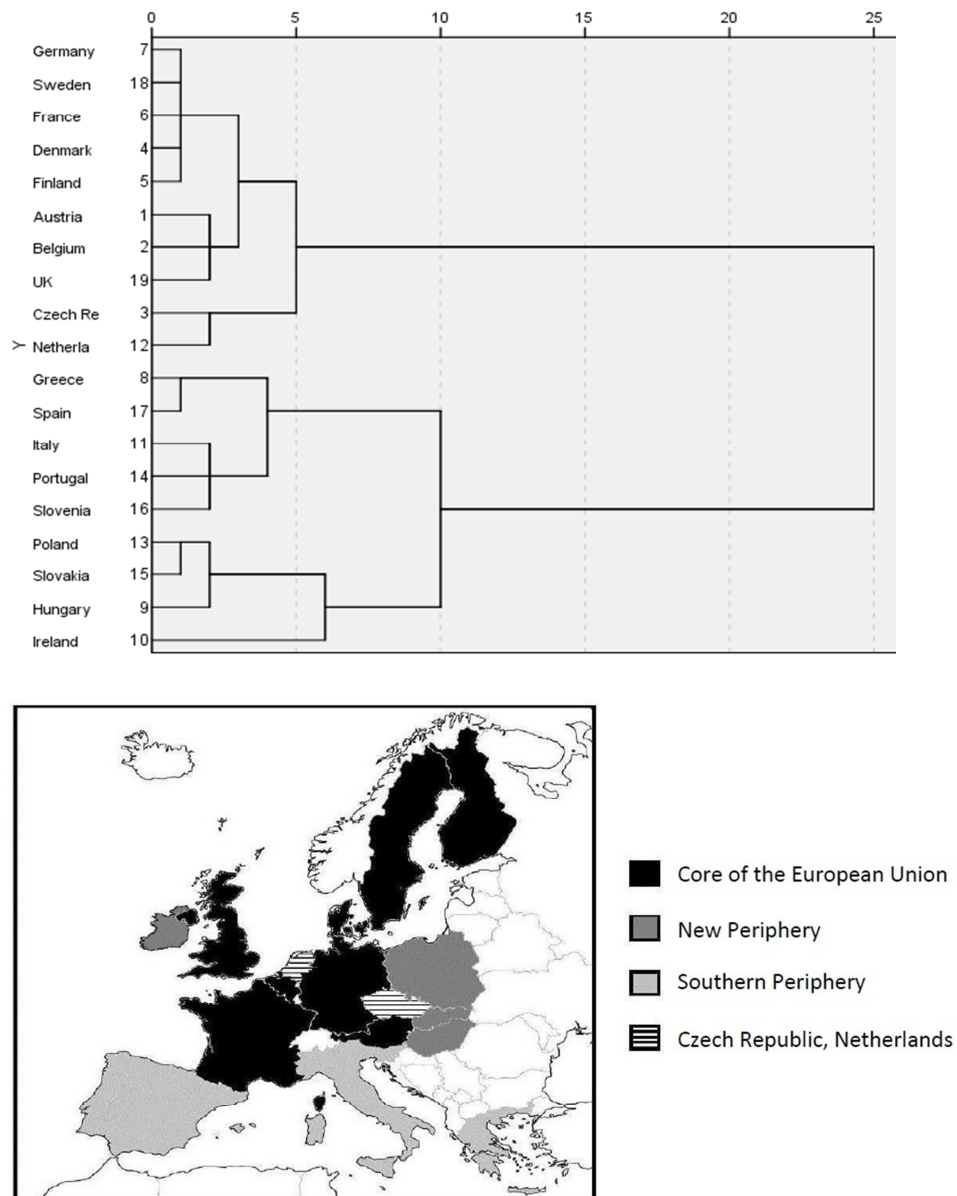 0 5 10 15 20 25
Germany 7
Sweden 18
France 6
Denmark 4
Finland 5
Austria 1
Belgium 2
UK 19
Czech Re 3
Y Netherla 12
Greece 8
Spain 17
Italy 11
Portugal 14
Slovenia 16
Poland 13
Slovakia 15
Hungary 9
Ireland 10
Core of the European Union
New Periphery
Southern Periphery
Czech Republic, Netherlands